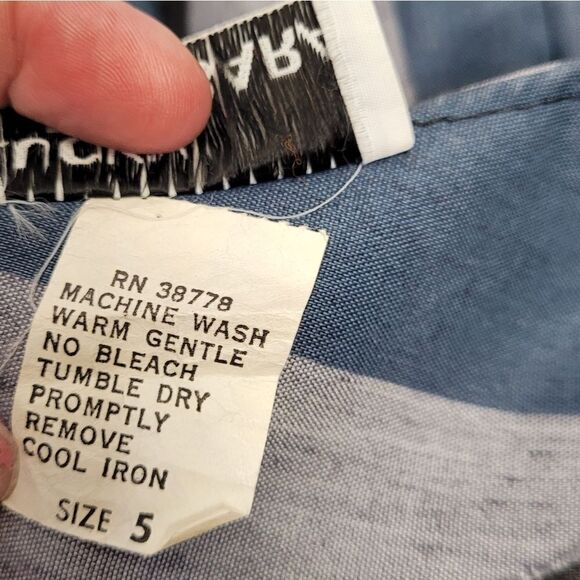 RN 38778
MACHINE WASH
WARM GENTLE
NO BLEACH
TUMBLE DRY
PROMPTLY
REMOVE
COOL IRON
SIZE 5